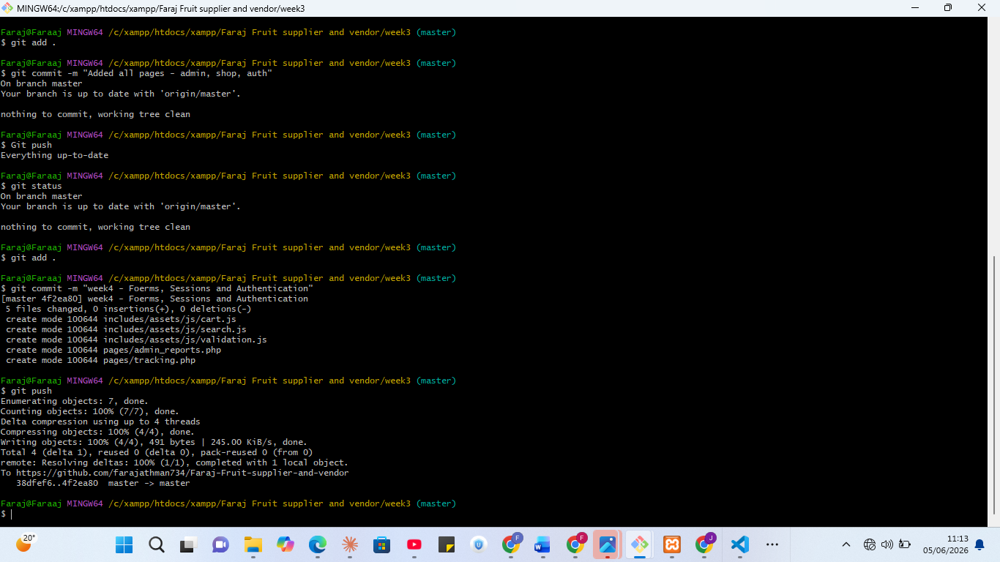 MINGW64:/c/xampp/htdocs/xampp/Faraj Fruit supplier and vendor/week3
Faraj@Faraaj MINGW64 /c/xampp/htdocs/xampp/Faraj Fruit supplier and vendor/week3 (master)
$ git add .
Faraj@Faraaj MINGW64 /c/xampp/htdocs/xampp/Faraj Fruit supplier and vendor/week3 (master)
$ git commit -m "Added all pages - admin, shop, auth"
On branch master
Your branch is up to date with 'origin/master'.
nothing to commit, working tree clean
Faraj@Faraaj MINGW64 /c/xampp/htdocs/xampp/Faraj Fruit supplier and vendor/week3 (master)
$ Git push
Everything up-to-date
Faraj@Faraaj MINGW64 /c/xampp/htdocs/xampp/Faraj Fruit supplier and vendor/week3 (master)
$ git status
On branch master
Your branch is up to date with 'origin/master'.
nothing to commit, working tree clean
Faraj@Faraaj MINGW64 /c/xampp/htdocs/xampp/Faraj Fruit supplier and vendor/week3 (master)
$ git add .
Faraj@Faraaj MINGW64 /c/xampp/htdocs/xampp/Faraj Fruit supplier and vendor/week3 (master)
$ git commit -m "week4 - Foerms, Sessions and Authentication"
[master 4f2ea80] week4 - Foerms, Sessions and Authentication
5 files changed, 0 insertions(+), 0 deletions(-)
create mode 100644 includes/assets/js/cart.js
create mode 100644 includes/assets/js/search.js
create mode 100644 includes/assets/js/validation.js
create mode 100644 pages/admin_reports.php
create mode 100644 pages/tracking.php
Faraj@Faraaj MINGW64 /c/xampp/htdocs/xampp/Faraj Fruit supplier and vendor/week3 (master)
$ git push
Enumerating objects: 7, done.
Counting objects: 100% (7/7), done.
Delta compression using up to 4 threads
Compressing objects: 100% (4/4), done.
Writing objects: 100% (4/4), 491 bytes | 245.00 KiB/s, done.
Total 4 (delta 1), reused 0 (delta 0), pack-reused 0 (from 0)
remote: Resolving deltas: 100% (1/1), completed with 1 local object.
To https://github.com/farajathman734/Faraj-Fruit-supplier-and-vendor
38dfef6..4f2ea80  master -> master
Faraj@Faraaj MINGW64 /c/xampp/htdocs/xampp/Faraj Fruit supplier and vendor/week3 (master)
$
20°
F
F
J
11:13
05/06/2026